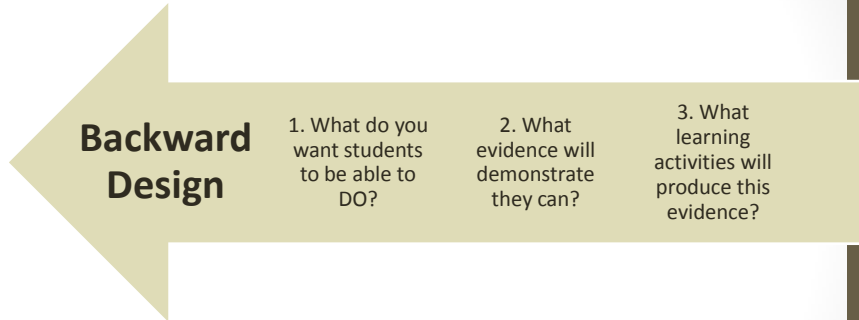 Backward
Design
1. What do you
want students
to be able to
DO?
2. What
evidence will
demonstrate
they can?
3. What
learning
activities will
produce this
evidence?